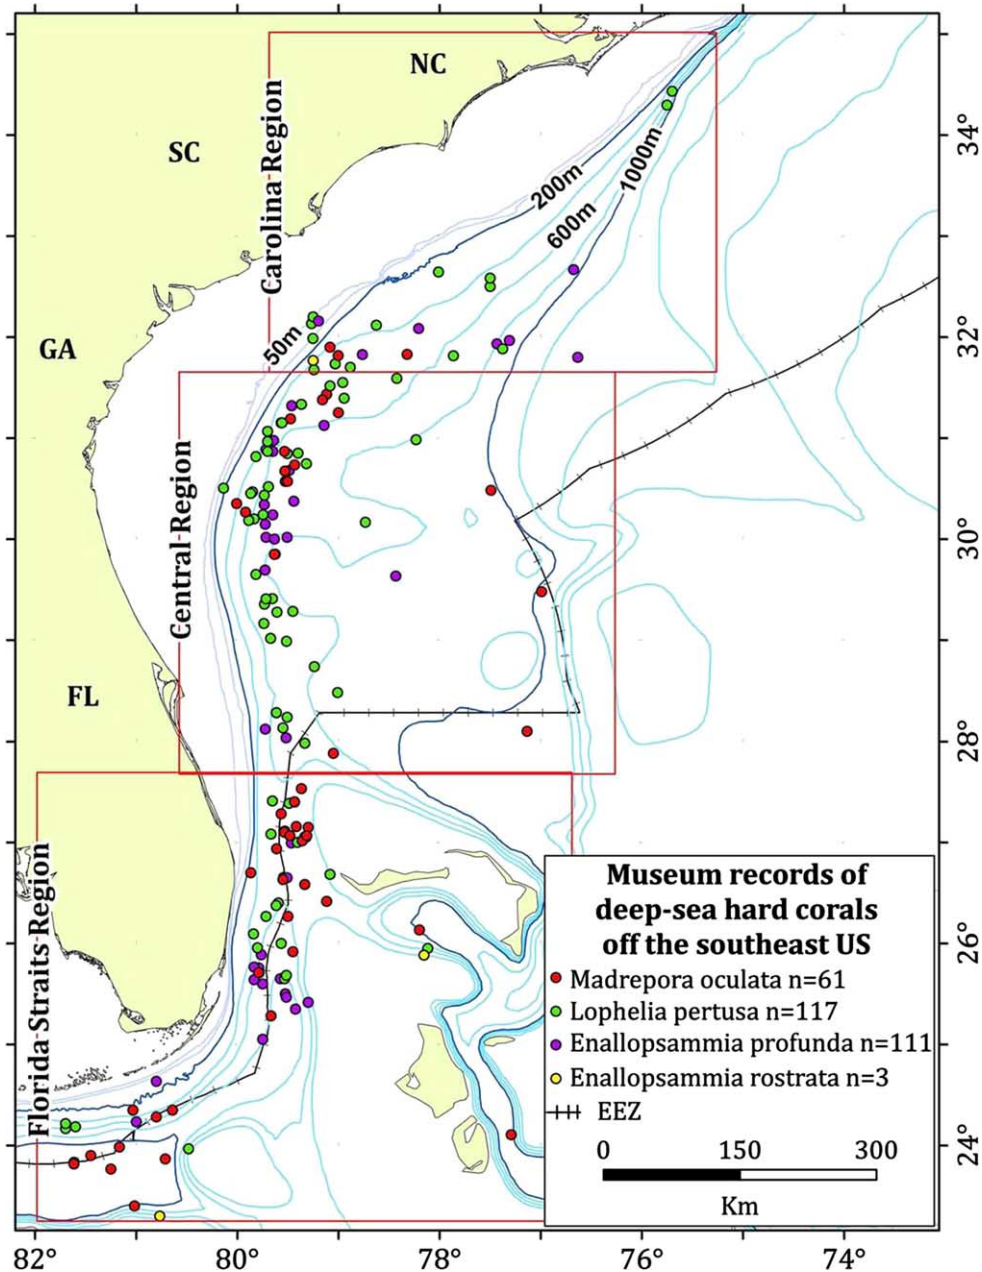 NC
SC
GA
FL
Carolina Region
Central Region
Florida Straits Region
50m
200m
600m
1000m
34°
32°
30°
28°
26°
24°
82°
80°
78°
76°
74°
Museum records of
deep-sea hard corals
off the southeast US
Madrepora oculata n=61
Lophelia pertusa n=117
Enallopsammia profunda n=111
Enallopsammia rostrata n=3
EEZ
0 150 300
Km